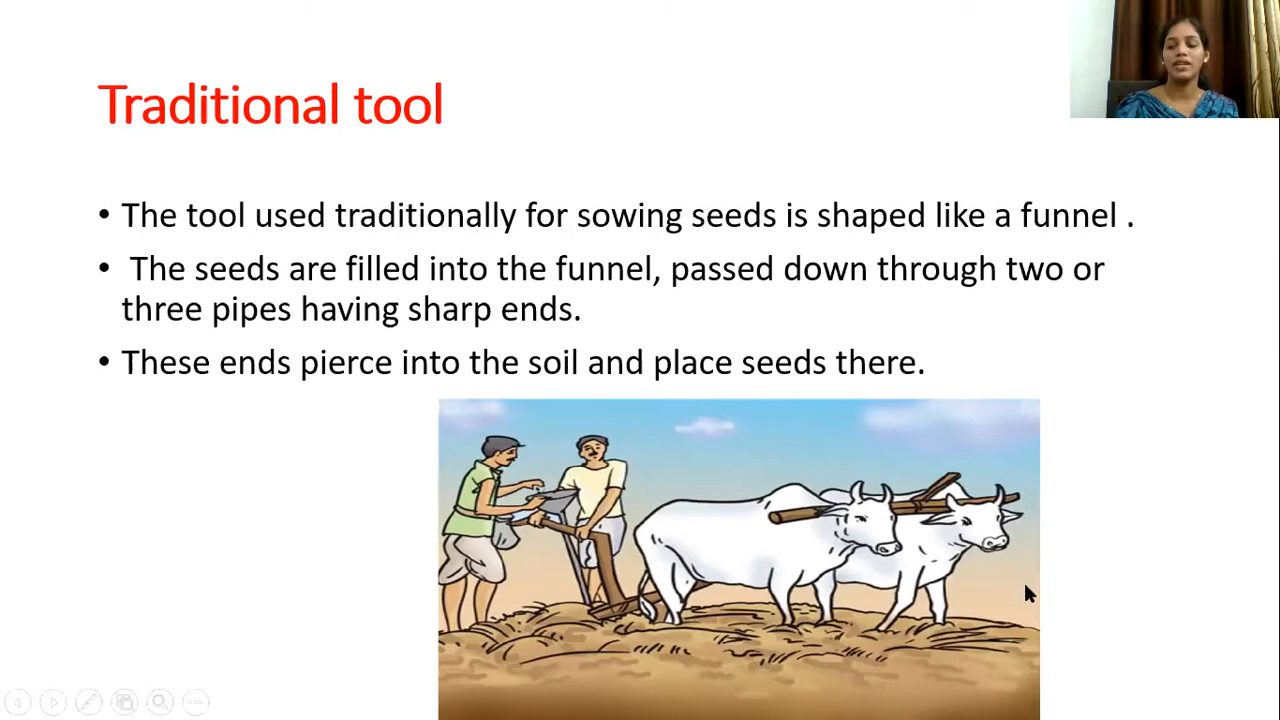 Traditional tool
• The tool used traditionally for sowing seeds is shaped like a funnel .
• The seeds are filled into the funnel, passed down through two or
three pipes having sharp ends.
• These ends pierce into the soil and place seeds there.